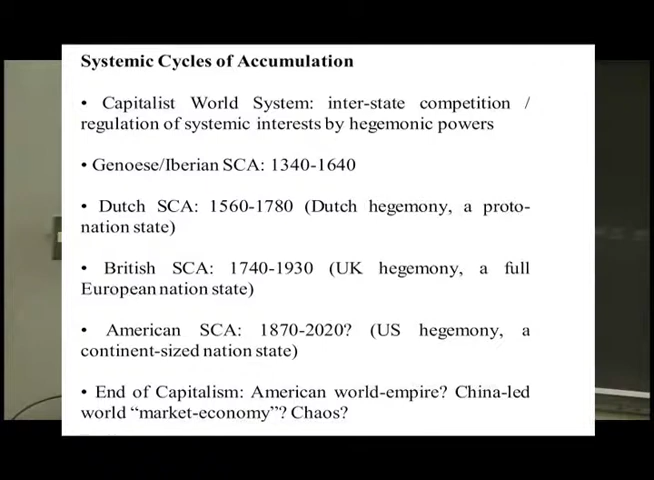 Systemic Cycles of Accumulation
• Capitalist World System: inter-state competition /
regulation of systemic interests by hegemonic powers
• Genoese/Iberian SCA: 1340-1640
• Dutch SCA: 1560-1780 (Dutch hegemony, a proto-
nation state)
• British SCA: 1740-1930 (UK hegemony, a full
European nation state)
• American SCA: 1870-2020? (US hegemony, a
continent-sized nation state)
• End of Capitalism: American world-empire? China-led
world “market-economy”? Chaos?